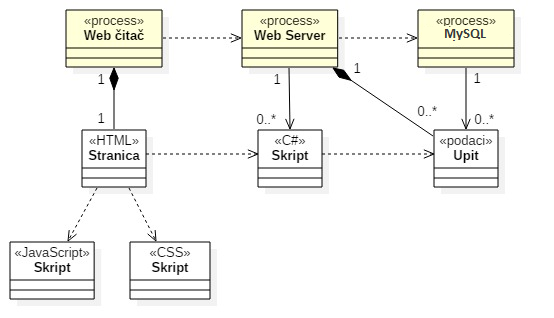 «process» «process» «process»
Web čitač Web Server MySQL
1 1 1 1
1 0..* 0..* 0..*
«HTML» «C#» «podaci»
Stranica Skript Upit
«JavaScript» «CSS»
Skript Skript